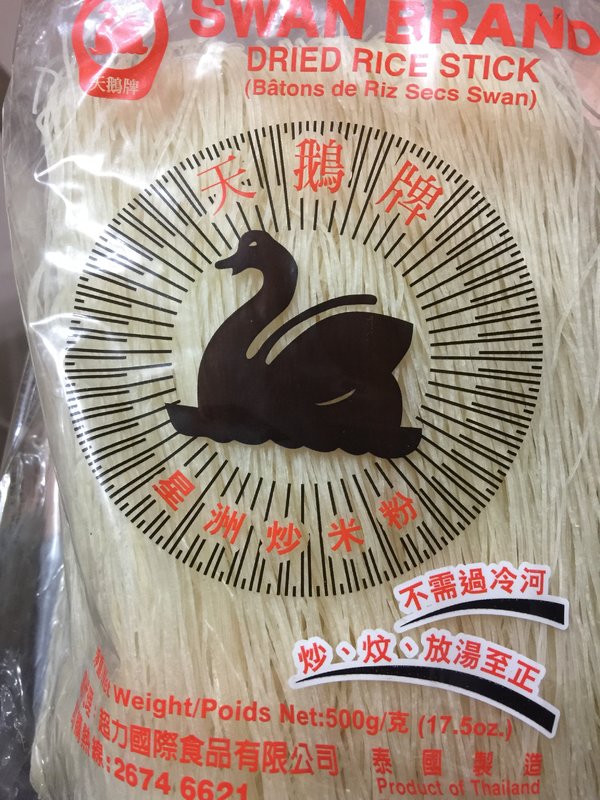 SWAN BRAND
天鵝牌
DRIED RICE STICK
(Bâtons de Riz Secs Swan)
天鵝牌
星洲炒米粉
不需過冷河
炒、炆、放湯至正
Weight/Poids Net:500g/克 (17.5oz.)
超力國際食品有限公司
泰國製造
熱線:2674 6621
Product of Thailand